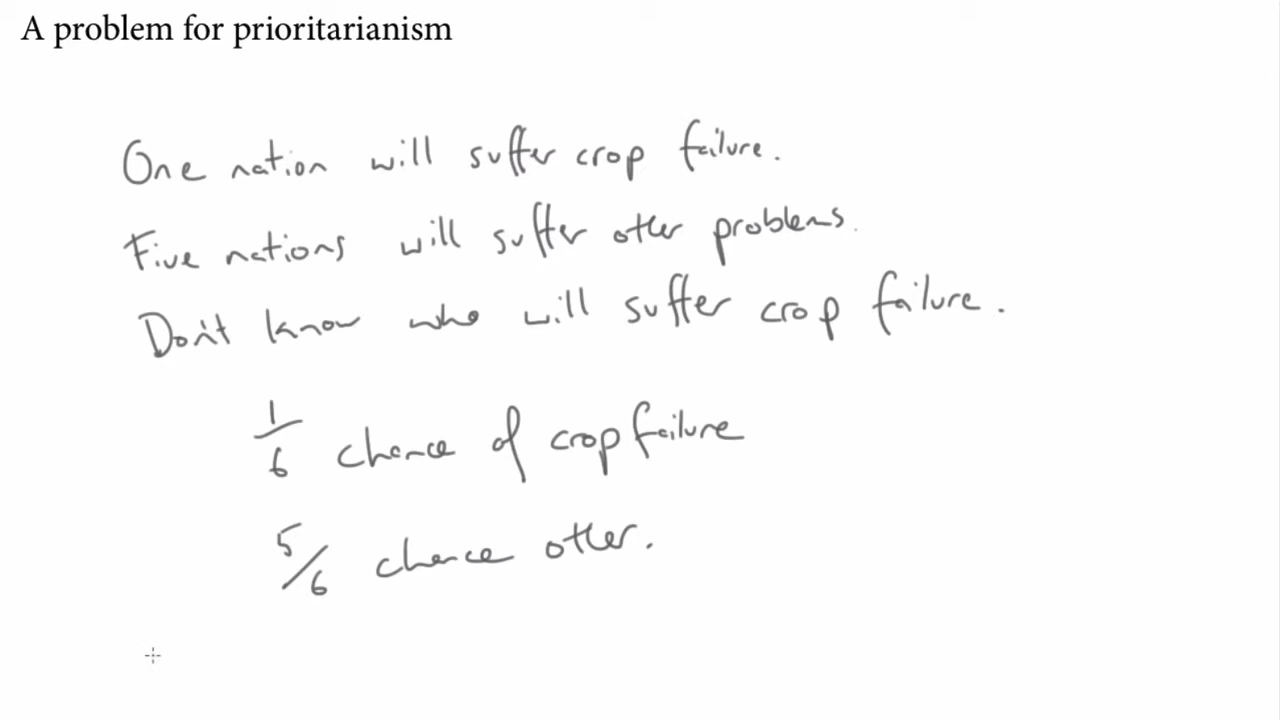 A problem for prioritarianism
One nation will suffer crop failure.
Five nations will suffer other problems.
Don't know who will suffer crop failure.
1/6 chance of crop failure
5/6 chance other.